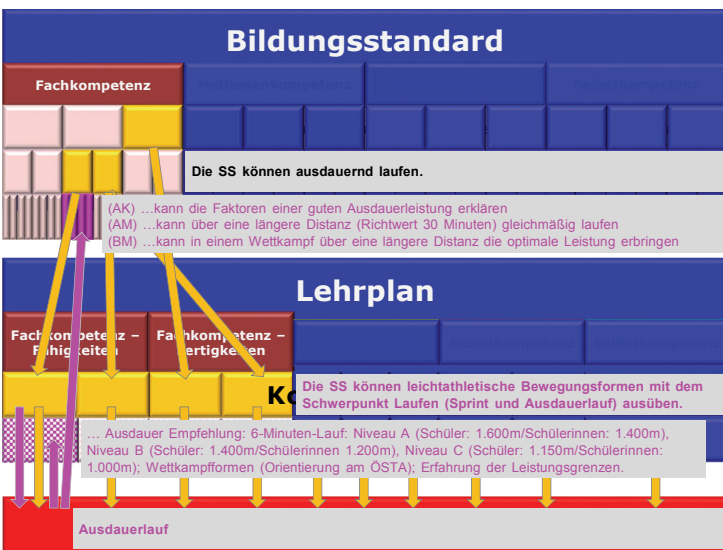 Bildungsstandard
Fachkompetenz
Methodenkompetenz
Selbstkompetenz
Die SS können ausdauernd laufen.
(AK) …kann die Faktoren einer guten Ausdauerleistung erklären
(AM) …kann über eine längere Distanz (Richtwert 30 Minuten) gleichmäßig laufen
(BM) …kann in einem Wettkampf über eine längere Distanz die optimale Leistung erbringen
Lehrplan
Fachkompetenz –
Fähigkeiten
Fachkompetenz –
Fertigkeiten
Sozialkompetenz
Selbstkompetenz
Die SS können leichtathletische Bewegungsformen mit dem
Schwerpunkt Laufen (Sprint und Ausdauerlauf) ausüben.
… Ausdauer Empfehlung: 6-Minuten-Lauf: Niveau A (Schüler: 1.600m/Schülerinnen: 1.400m),
Niveau B (Schüler: 1.400m/Schülerinnen 1.200m), Niveau C (Schüler: 1.150m/Schülerinnen:
1.000m); Wettkampfformen (Orientierung am ÖSTA); Erfahrung der Leistungsgrenzen.
Ausdauerlauf